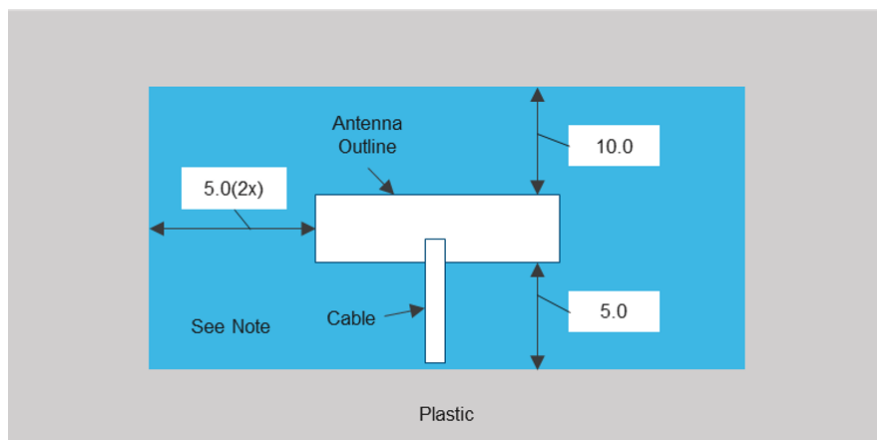 Antenna
Outline
10.0
5.0(2x)
5.0
Cable
See Note
Plastic